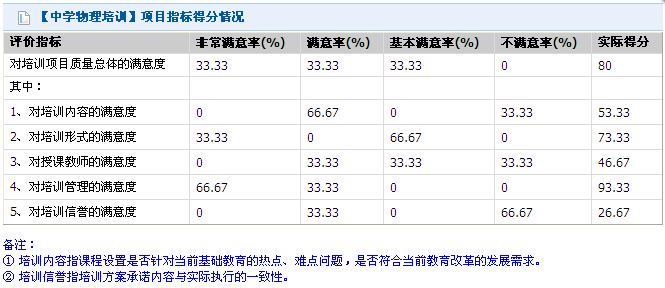 【中学物理培训】项目指标得分情况
评价指标 非常满意率(%) 满意率(%) 基本满意率(%) 不满意率(%) 实际得分
对培训项目质量总体的满意度 33.33 33.33 33.33 0 80
其中：
1、对培训内容的满意度 0 66.67 0 33.33 53.33
2、对培训形式的满意度 33.33 0 66.67 0 73.33
3、对授课教师的满意度 0 33.33 33.33 33.33 46.67
4、对培训管理的满意度 66.67 33.33 0 0 93.33
5、对培训信誉的满意度 0 33.33 0 66.67 26.67
备注：
① 培训内容指课程设置是否针对当前基础教育的热点、难点问题，是否符合当前教育改革的发展需求。
② 培训信誉指培训方案承诺内容与实际执行的一致性。